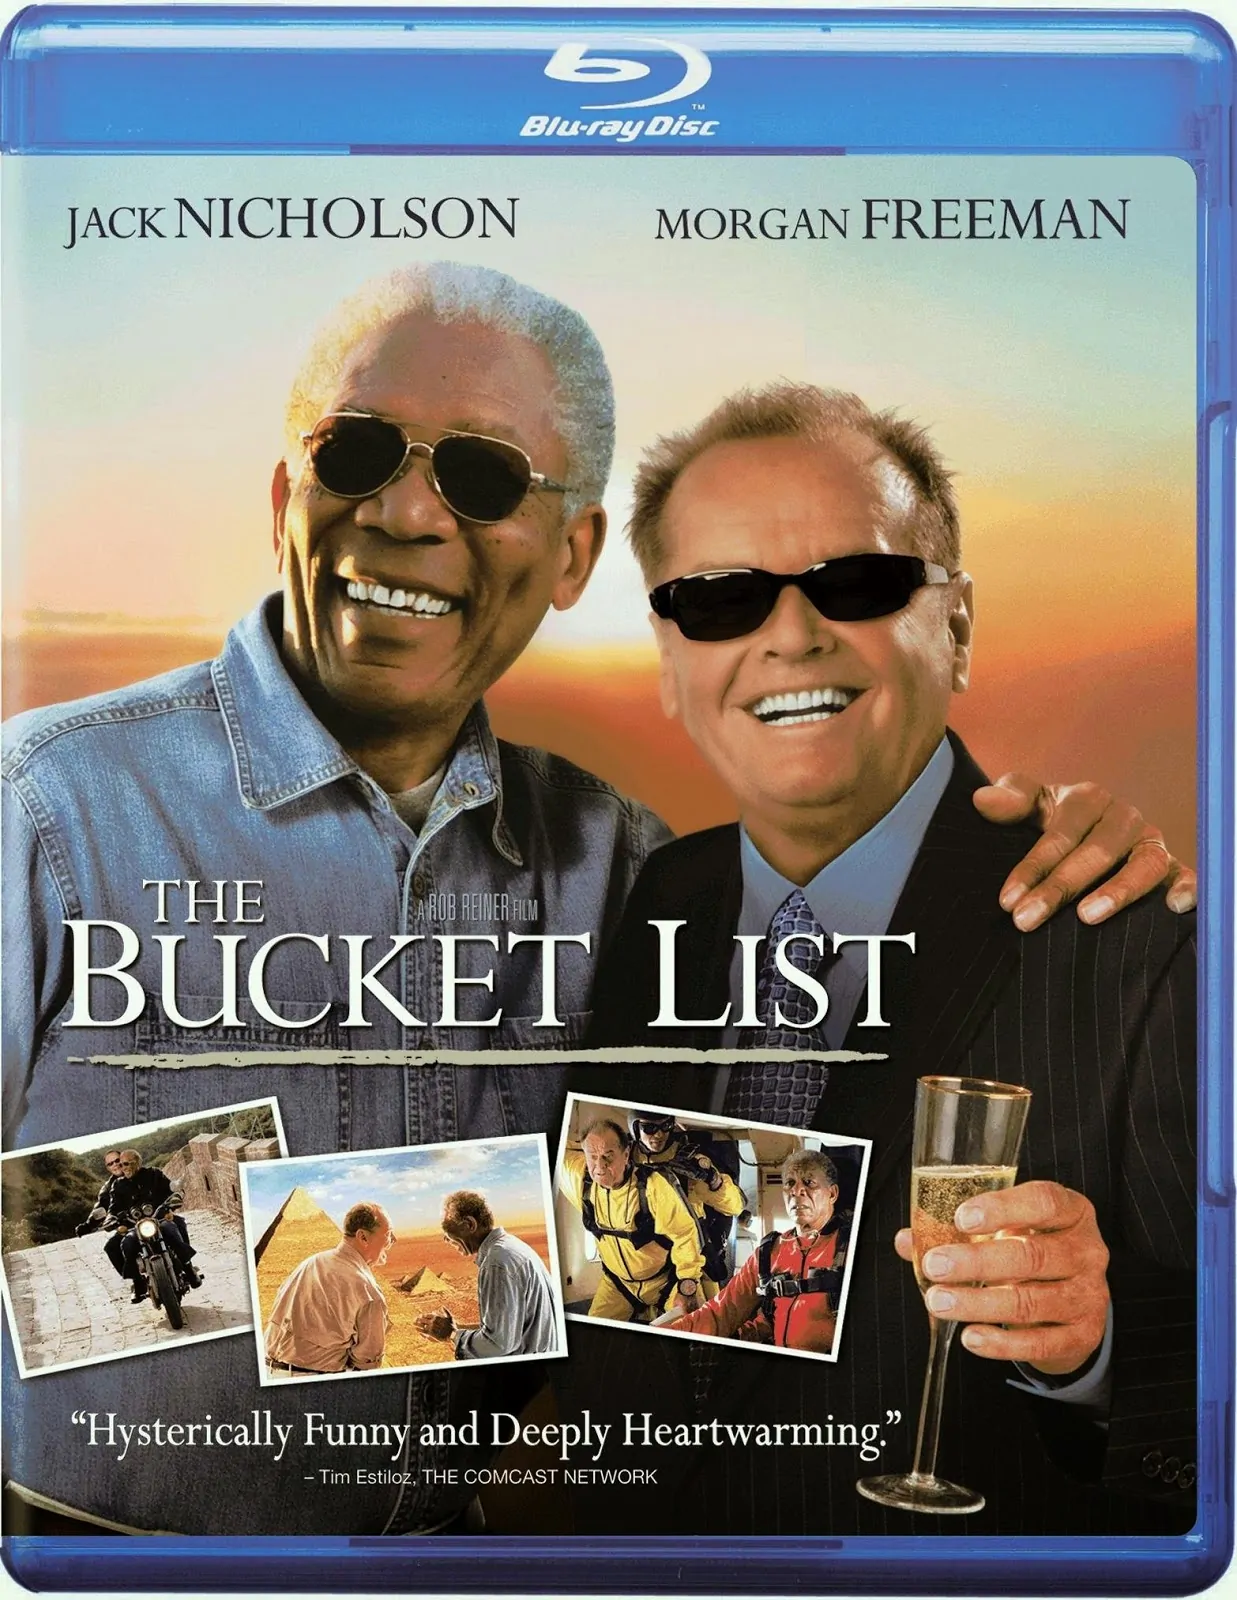 Blu-ray Disc™
JACK NICHOLSON
MORGAN FREEMAN
THE
A ROB REINER FILM
BUCKET LIST
“Hysterically Funny and Deeply Heartwarming.”
– Tim Estiloz, THE COMCAST NETWORK